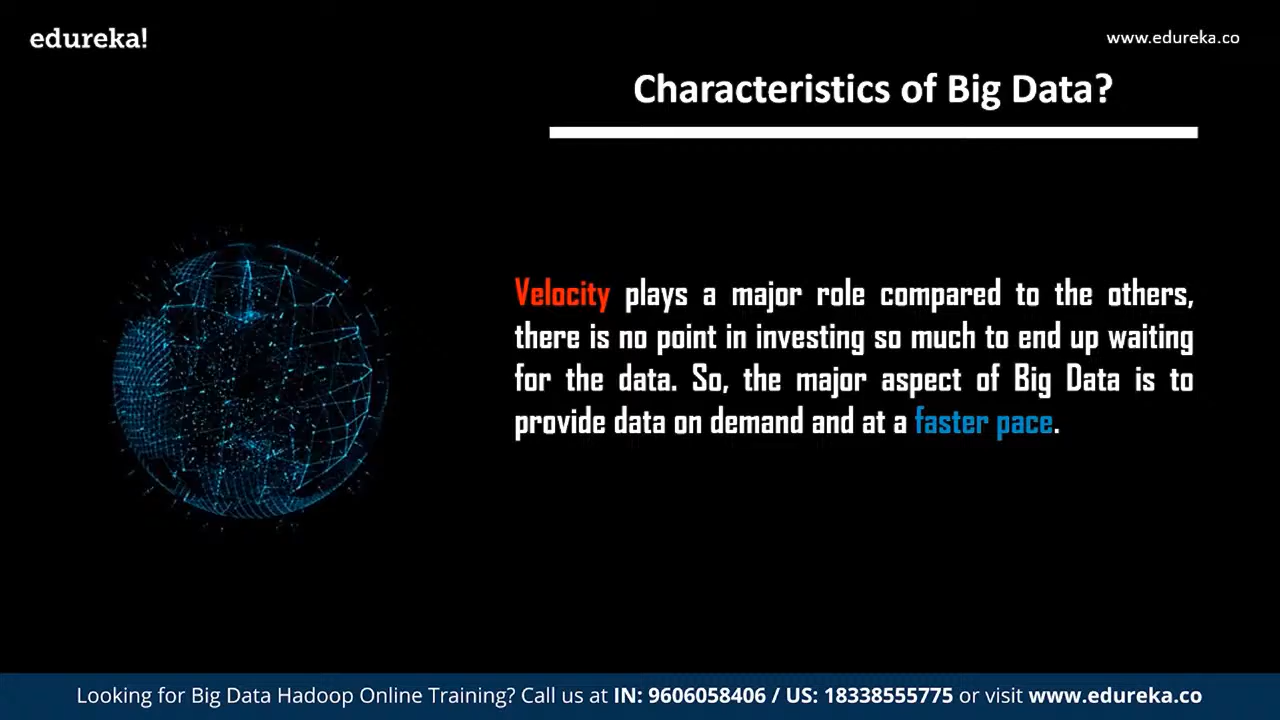 edureka!
www.edureka.co
Characteristics of Big Data?
Velocity plays a major role compared to the others,
there is no point in investing so much to end up waiting
for the data. So, the major aspect of Big Data is to
provide data on demand and at a faster pace.
Looking for Big Data Hadoop Online Training? Call us at IN: 9606058406 / US: 18338555775 or visit www.edureka.co